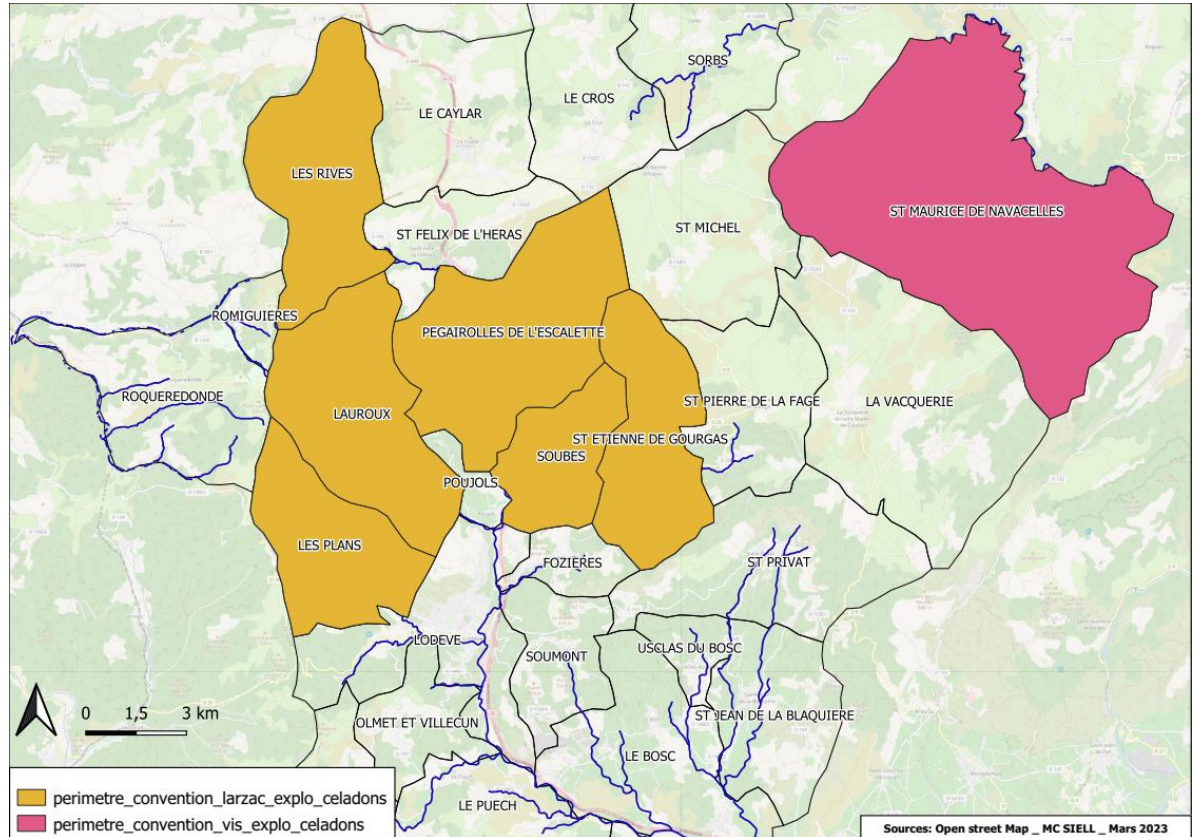 SORBS
LE CROS
LE CAYLAR
LES RIVES
ST MAURICE DE NAVACELLES
ST MICHEL
ST FELIX DE L'HERAS
ROMIGUIERES
PEGAIROLLES DE L'ESCALETTE
ROQUEREDONDE
LAUROUX
ST PIERRE DE LA FAGE
LA VACQUERIE
ST ETIENNE DE GOURGAS
SOUBES
POUJOLS
LES PLANS
FOZIERES
ST PRIVAT
LODEVE
SOUMONT
USCLAS DU BOSC
0 1,5 3 km
OLMET ET VILLECUN
ST JEAN DE LA BLAQUIERE
LE BOSC
LE PUECH
perimetre_convention_larzac_explo_celadons
perimetre_convention_vis_explo_celadons
Sources: Open street Map _ MC SIELL _ Mars 2023